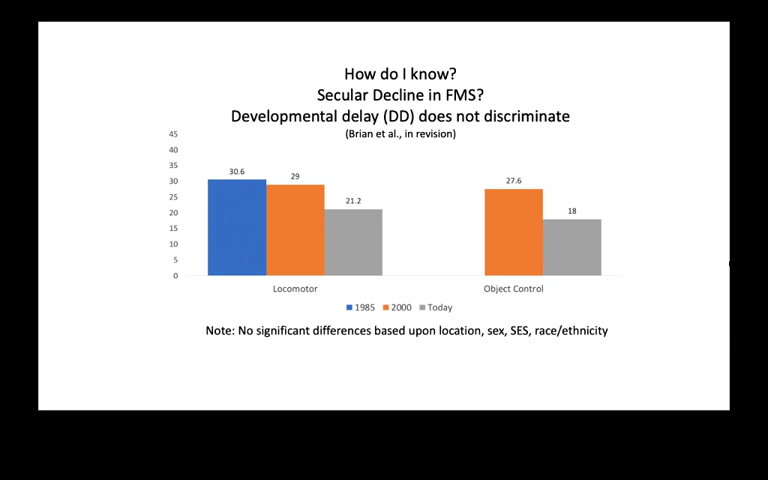 How do I know?
Secular Decline in FMS?
Developmental delay (DD) does not discriminate
(Brian et al., in revision)
45
40
35
30
25
20
15
10
5
0
30.6
29
21.2
27.6
18
Locomotor
Object Control
1985 2000 Today
Note: No significant differences based upon location, sex, SES, race/ethnicity